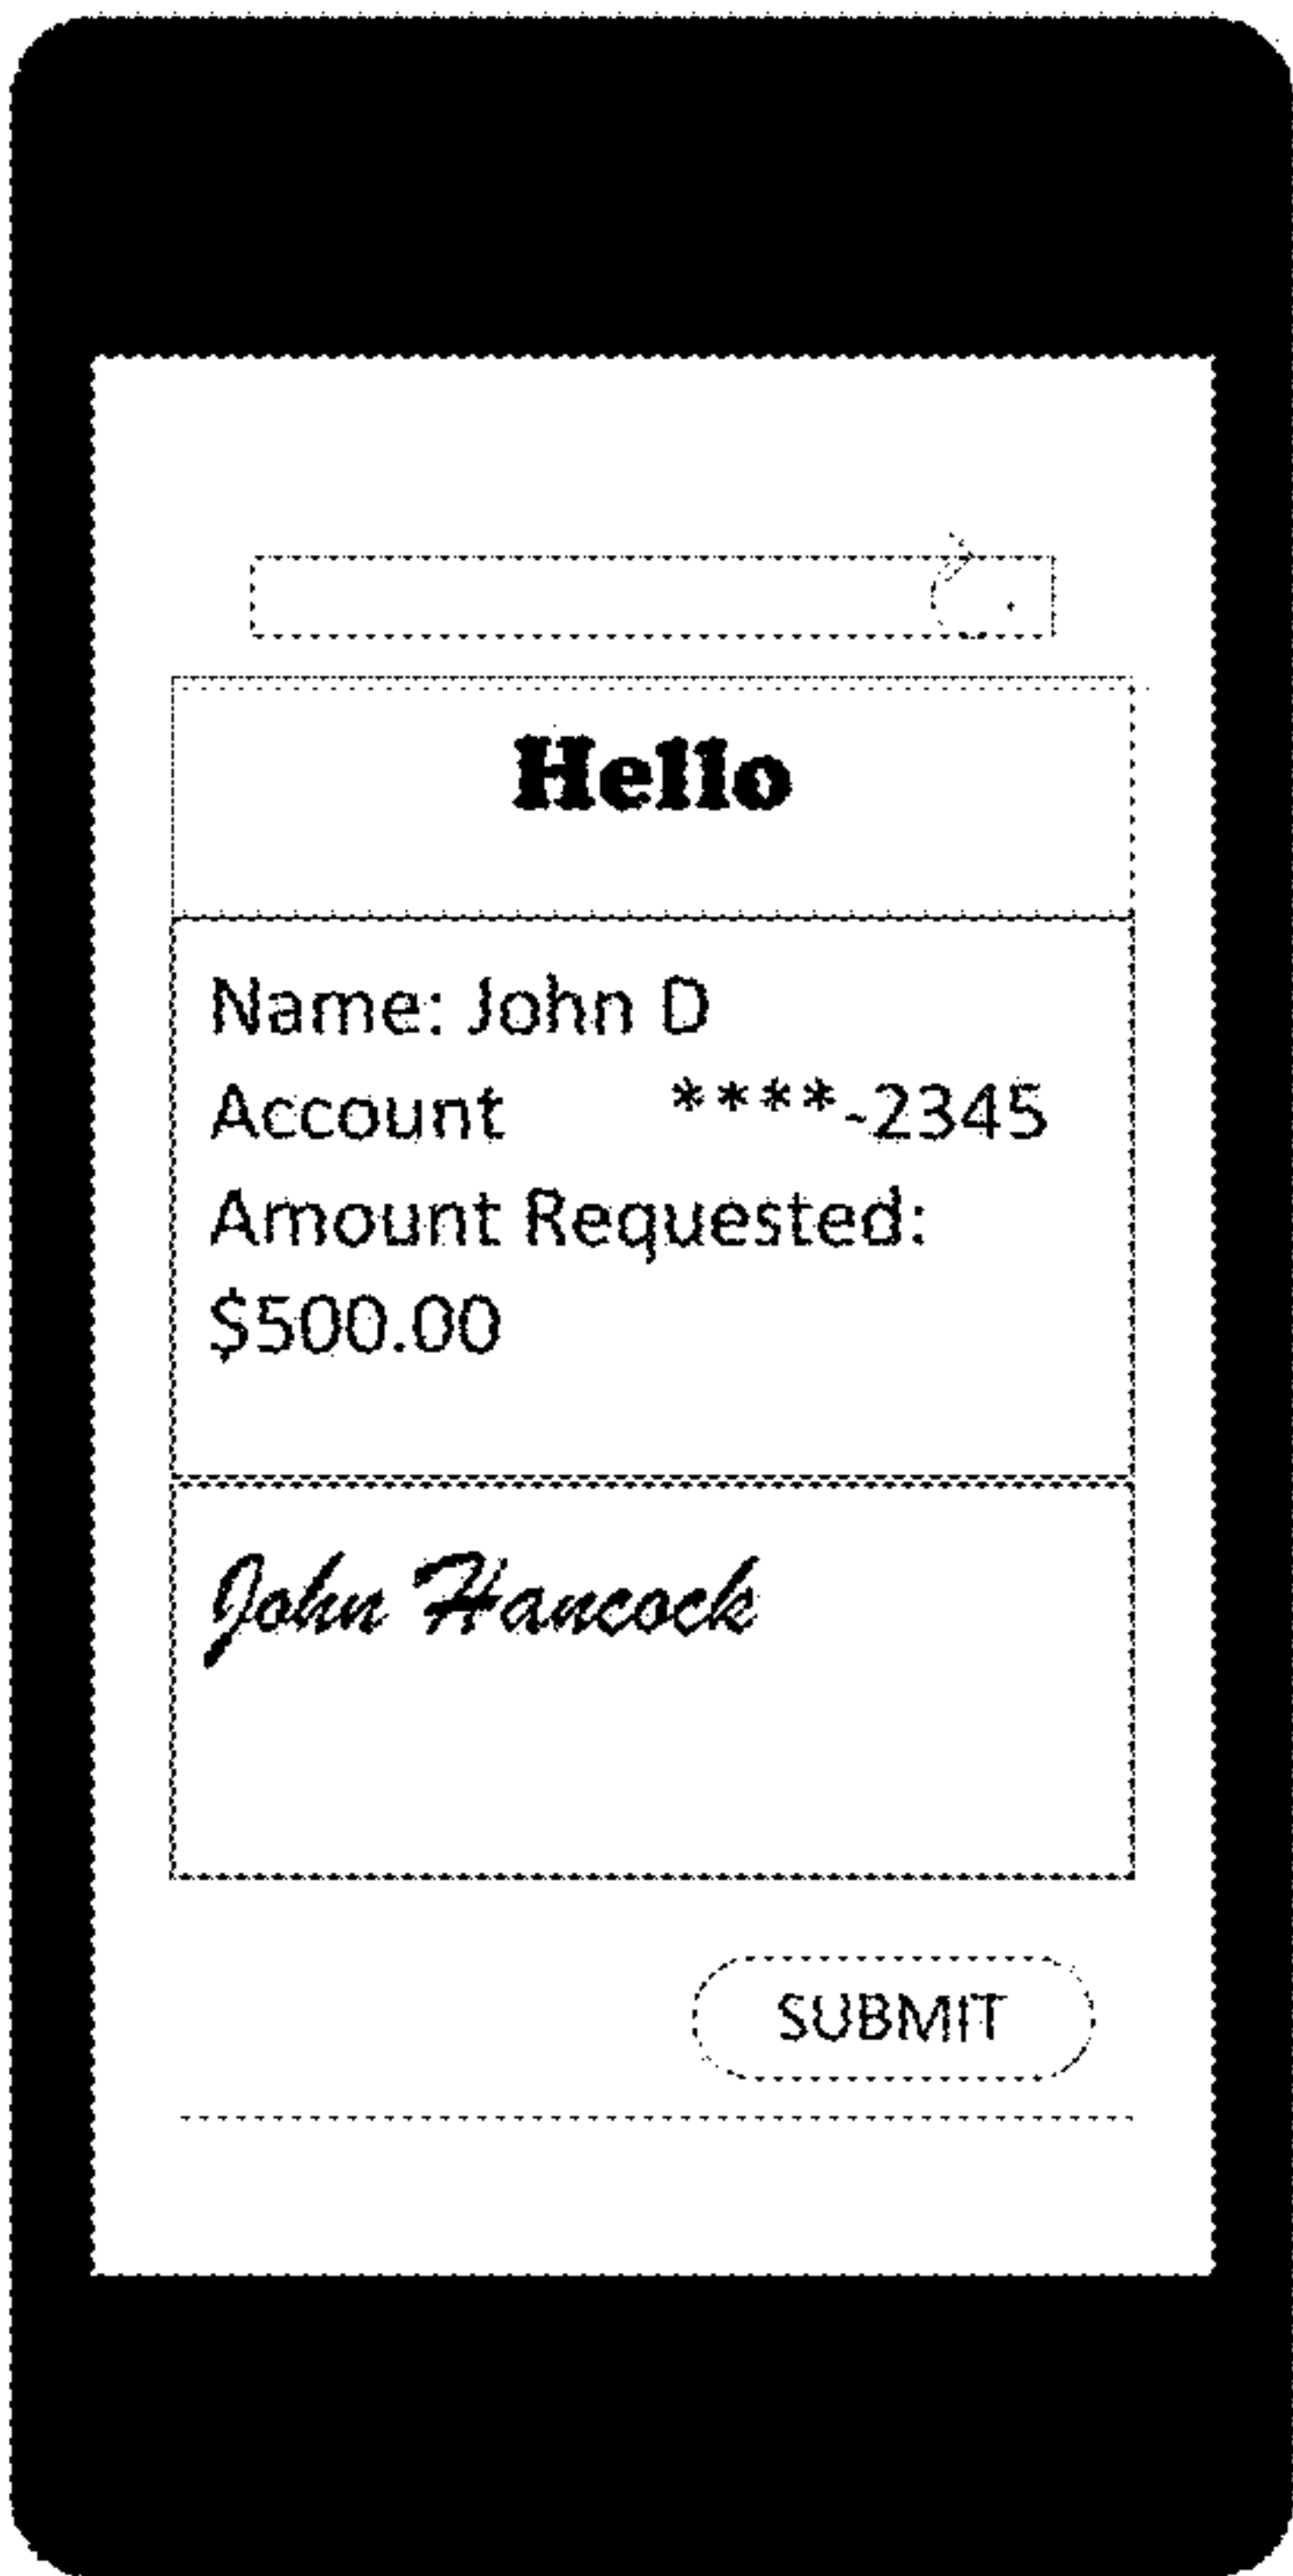 Hello
Name: John D
Account ****-2345
Amount Requested:
$500.00
John Hancock
SUBMIT